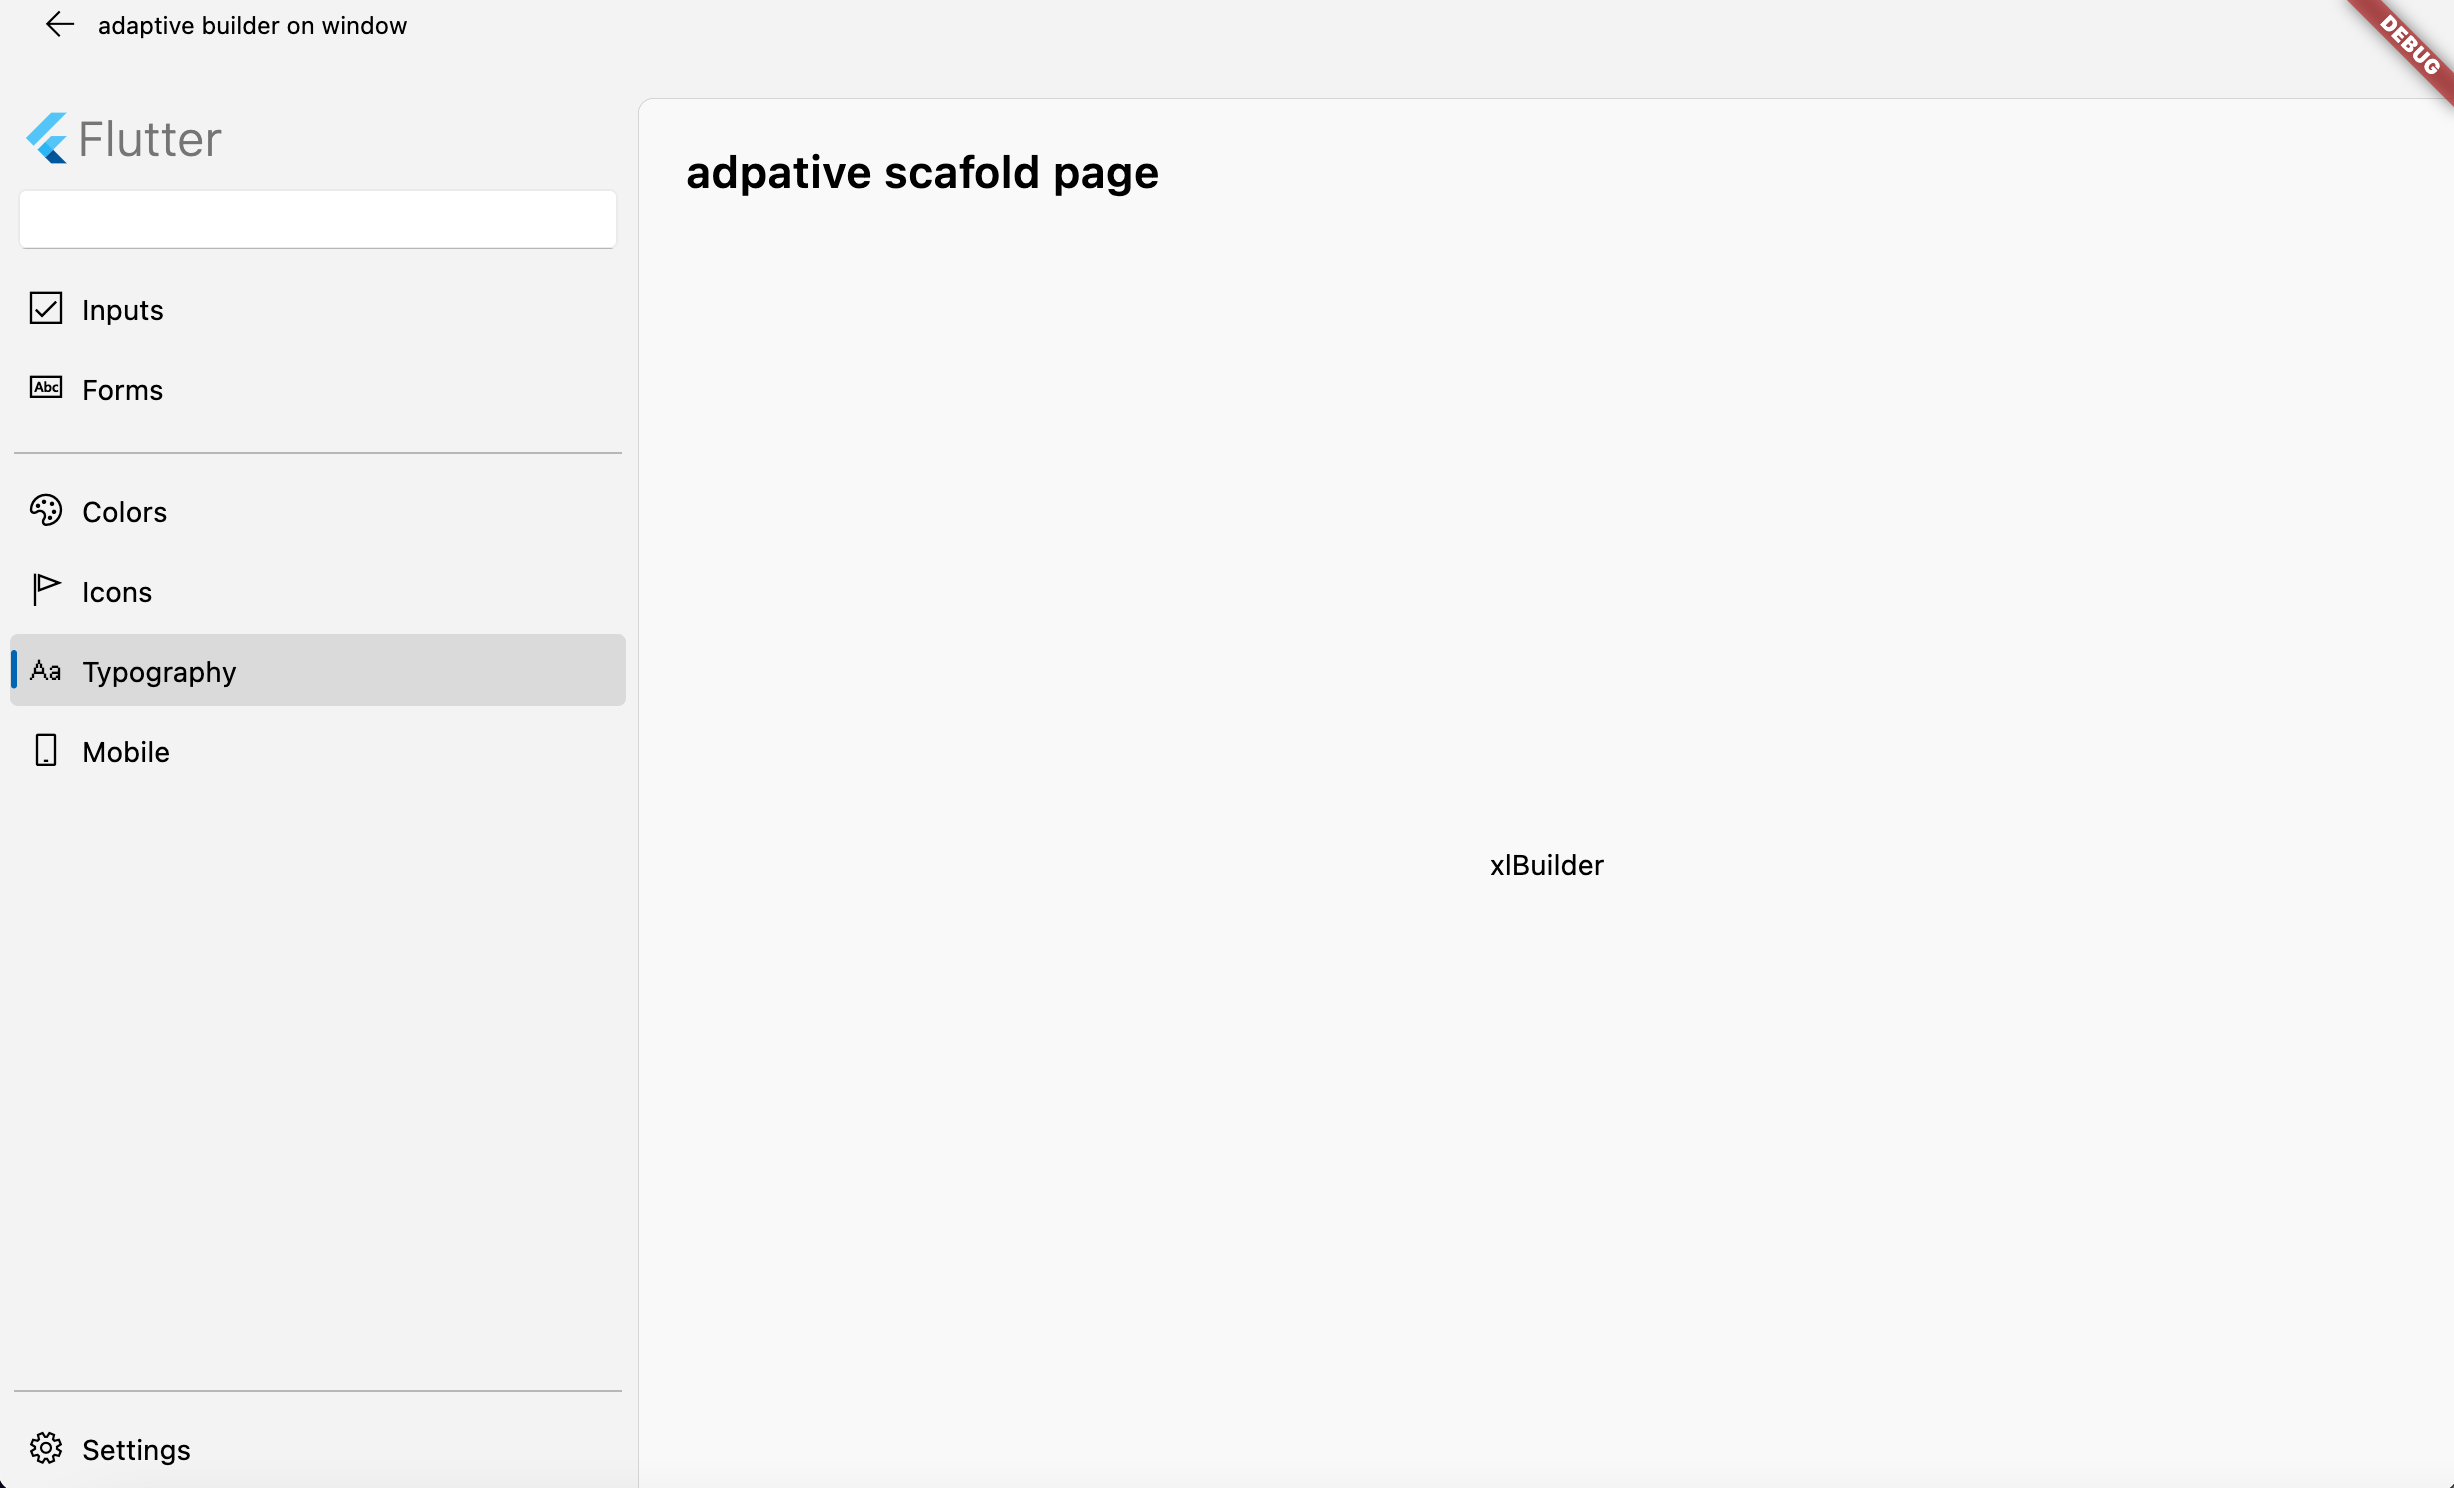 adaptive builder on window
DEBUG
Flutter
adpative scafold page
Inputs
Abc
Forms
Colors
Icons
Aa
Typography
Mobile
xlBuilder
Settings